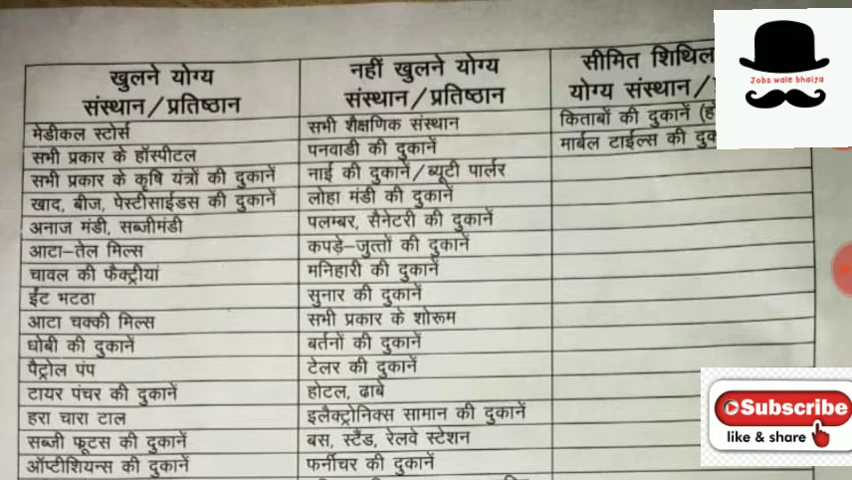 खुलने योग्य
संस्थान/प्रतिष्ठान
नहीं खुलने योग्य
संस्थान/प्रतिष्ठान
सीमित शिथिल
योग्य संस्थान/
मेडीकल स्टोर्स
सभी शैक्षणिक संस्थान
किताबों की दुकानें
सभी प्रकार के हॉस्पीटल
पनवाडी की दुकानें
मार्बल टाईल्स की
सभी प्रकार के कृषि यंत्रों की दुकानें
नाई की दुकानें/ब्यूटी पार्लर
खाद, बीज, पेस्टीसाईडस की दुकानें
लोहा मंडी की दुकानें
अनाज मंडी, सब्जीमंडी
पलम्बर, सैनेटरी की दुकानें
आटा-तेल मिल्स
कपड़े-जुत्तों की दुकानें
चावल की फैक्ट्रीयां
मनिहारी की दुकानें
ईंट भटठा
सुनार की दुकानें
आटा चक्की मिल्स
सभी प्रकार के शोरूम
धोबी की दुकानें
बर्तनों की दुकानें
पैट्रोल पंप
टेलर की दुकानें
टायर पंचर की दुकानें
होटल, ढाबे
हरा चारा टाल
इलैक्ट्रोनिक्स सामान की दुकानें
सब्जी फ्रूटस की दुकानें
बस, स्टैंड, रेलवे स्टेशन
ऑप्टीशियन्स की दुकानें
फर्नीचर की दुकानें
Jobs wale bhaiya
Subscribe
like & share